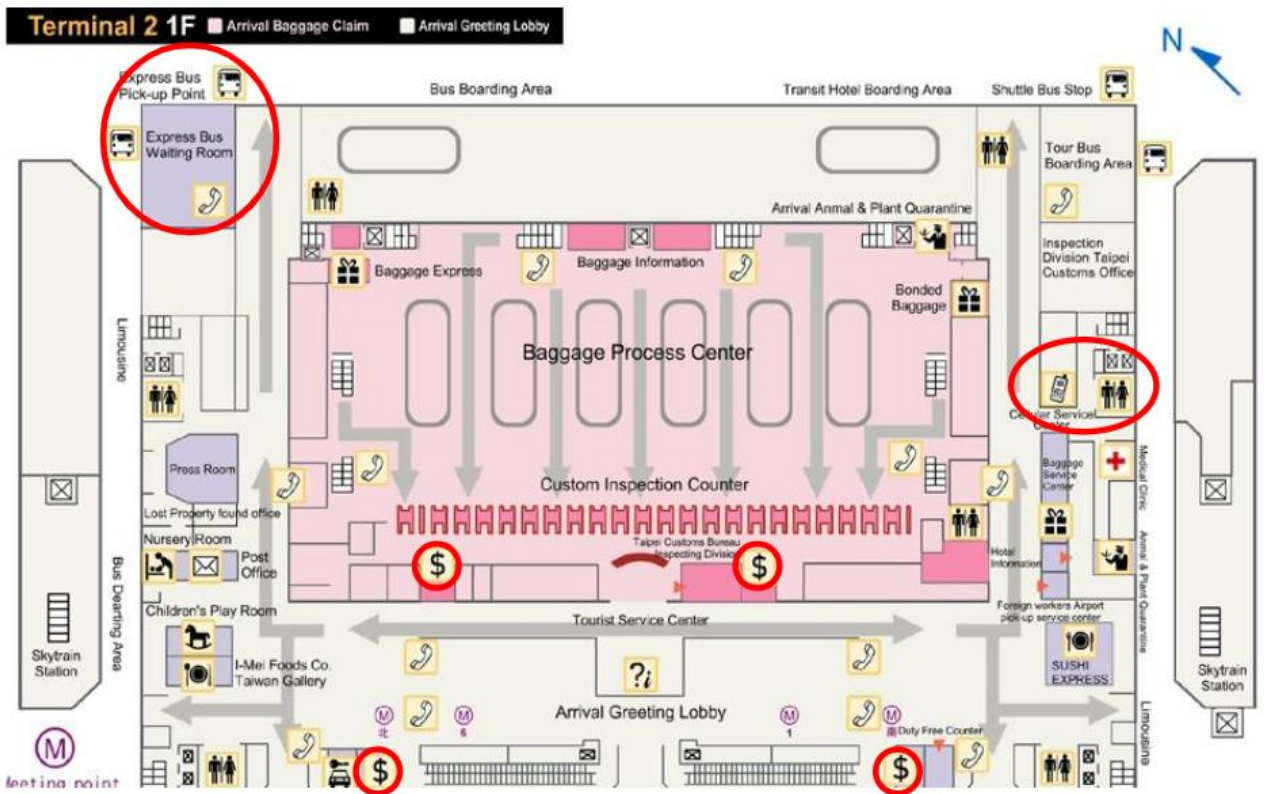 Terminal 2 1F Arrival Baggage Claim Arrival Greeting Lobby
N
Express Bus
Pick-up Point
Bus Boarding Area
Transit Hotel Boarding Area
Shuttle Bus Stop
Express Bus
Waiting Room
Tour Bus
Boarding Area
Arrival Anmal & Plant Quarantine
Inspection
Division Taipei
Customs Office
Baggage Express
Baggage Information
Bonded
Baggage
Limousine
Baggage Process Center
Cellular Service
Center
Press Room
Custom Inspection Counter
Baggage
Service
Center
Medical Clinic
Lost Property found office
Taipei Customs Bureau
Inspecting Division
Nursery Room
Post
Office
$
$
Hotal
Information
Anmal & Plant Quarantine
Bus Dearting Area
Children's Play Room
Tourist Service Center
Foreign workers Airport
pick-up service center
Skytrain
Station
I-Mei Foods Co.
Taiwan Gallery
?i
SUSHI
EXPRESS
Skytrain
Station
Arrival Greeting Lobby
M
北
M
6
M
1
M
南
Duty Free Counter
Limousine
M
Meeting point
$
$